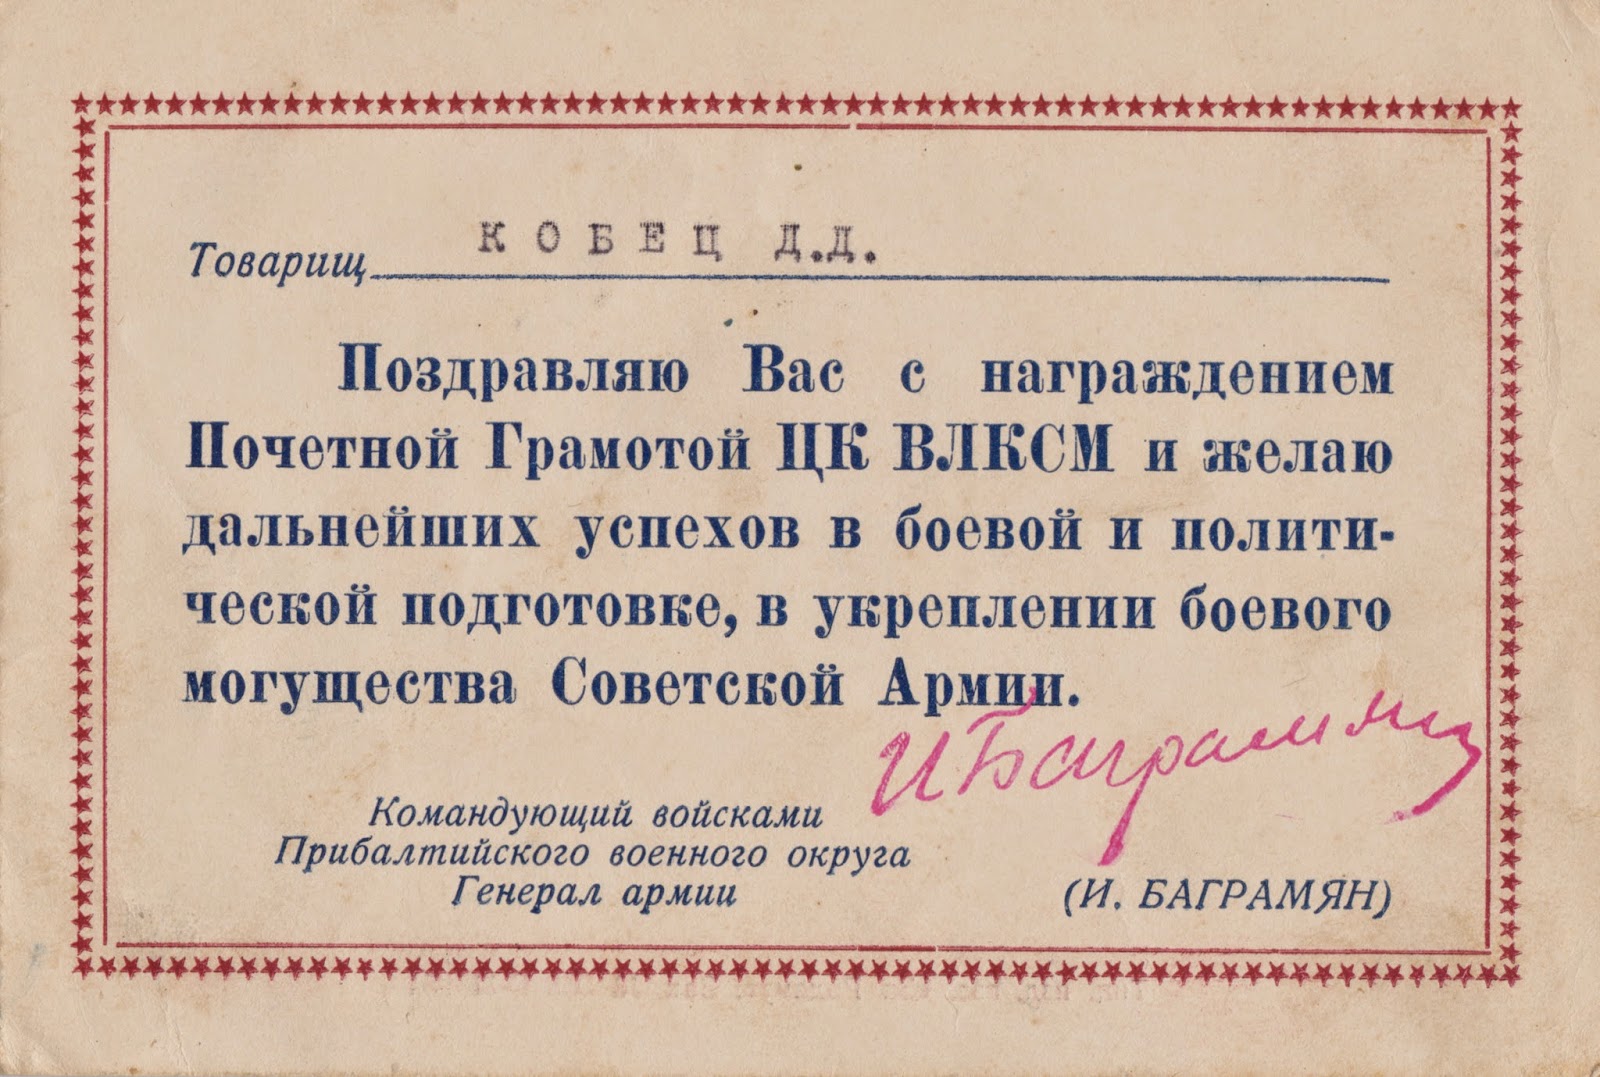 Товарищ КОБЕЦ Д.Д.
Поздравляю Вас с награждением
Почетной Грамотой ЦК ВЛКСМ и желаю
дальнейших успехов в боевой и полити-
ческой подготовке, в укреплении боевого
могущества Советской Армии.
И Баграмян
Командующий войсками
Прибалтийского военного округа
Генерал армии (И. БАГРАМЯН)